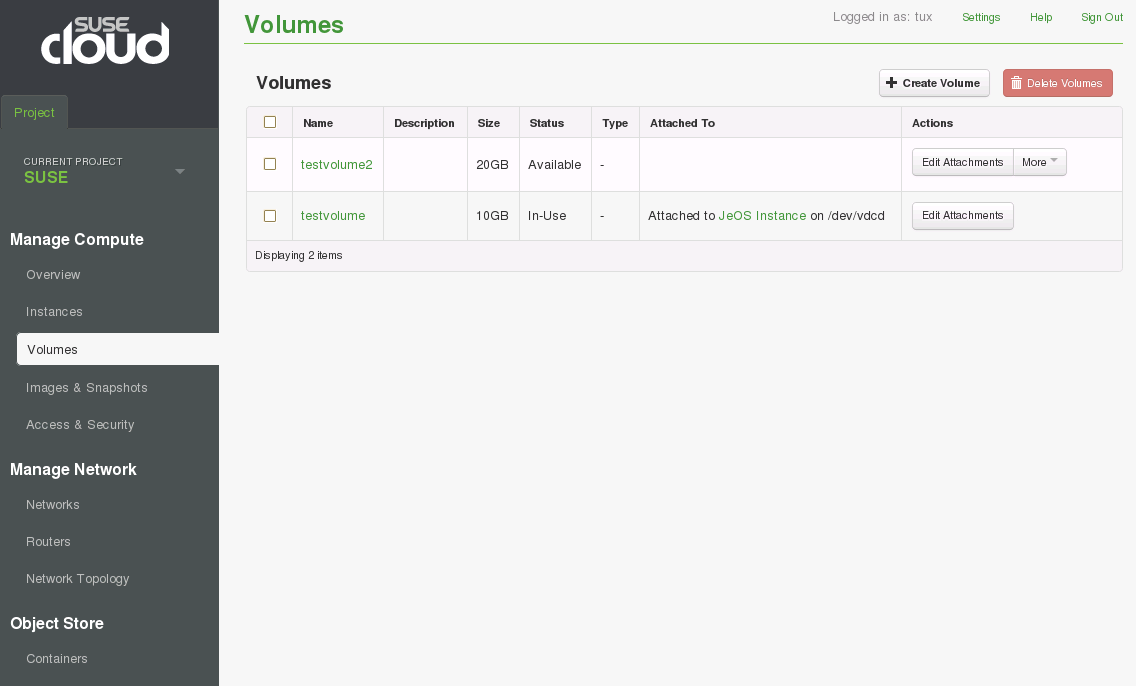 SUSE
cloud
Project
CURRENT PROJECT
SUSE
Manage Compute
Overview
Instances
Volumes
Images & Snapshots
Access & Security
Manage Network
Networks
Routers
Network Topology
Object Store
Containers
Volumes
Logged in as: tux Settings Help Sign Out
Volumes
Create Volume Delete Volumes
Name Description Size Status Type Attached To Actions
testvolume2 20GB Available - Edit Attachments More
testvolume 10GB In-Use - Attached to JeOS Instance on /dev/vdcd Edit Attachments
Displaying 2 items